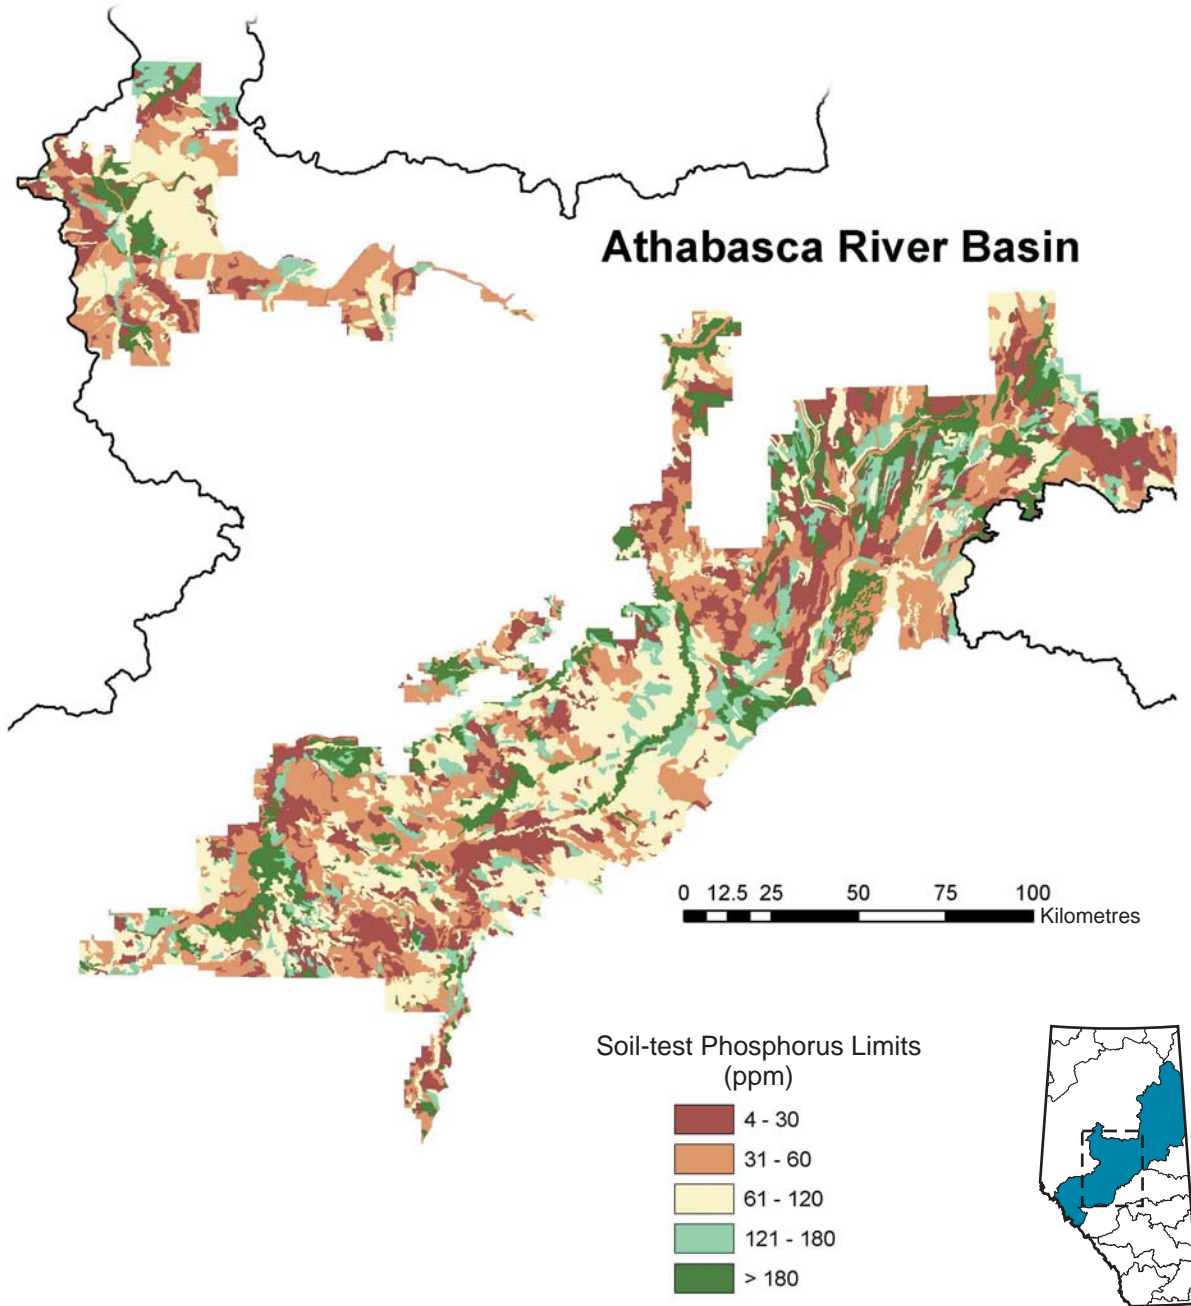 Athabasca River Basin
0 12.5 25 50 75 100
Kilometres
Soil-test Phosphorus Limits
(ppm)
4 - 30
31 - 60
61 - 120
121 - 180
> 180